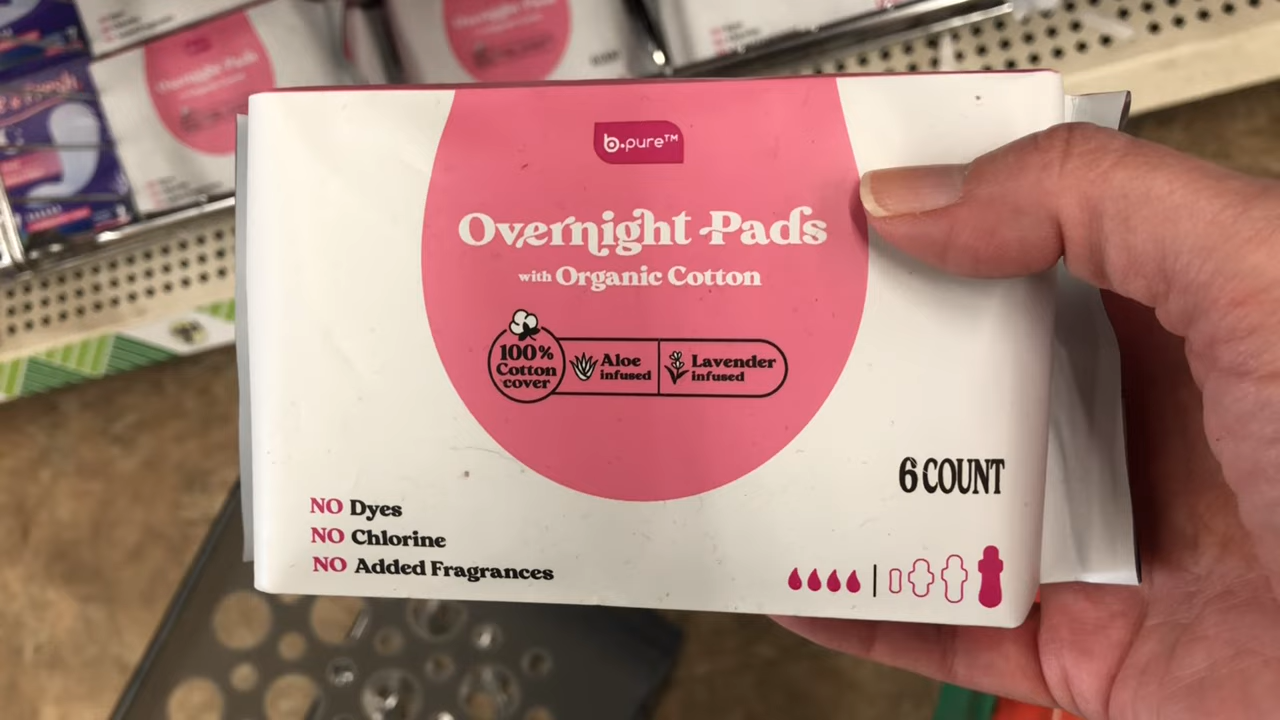 Overnight Pads
b.pure™
Overnight Pads
with Organic Cotton
100%
Cotton
cover
Aloe
infused
Lavender
infused
6 COUNT
NO Dyes
NO Chlorine
NO Added Fragrances